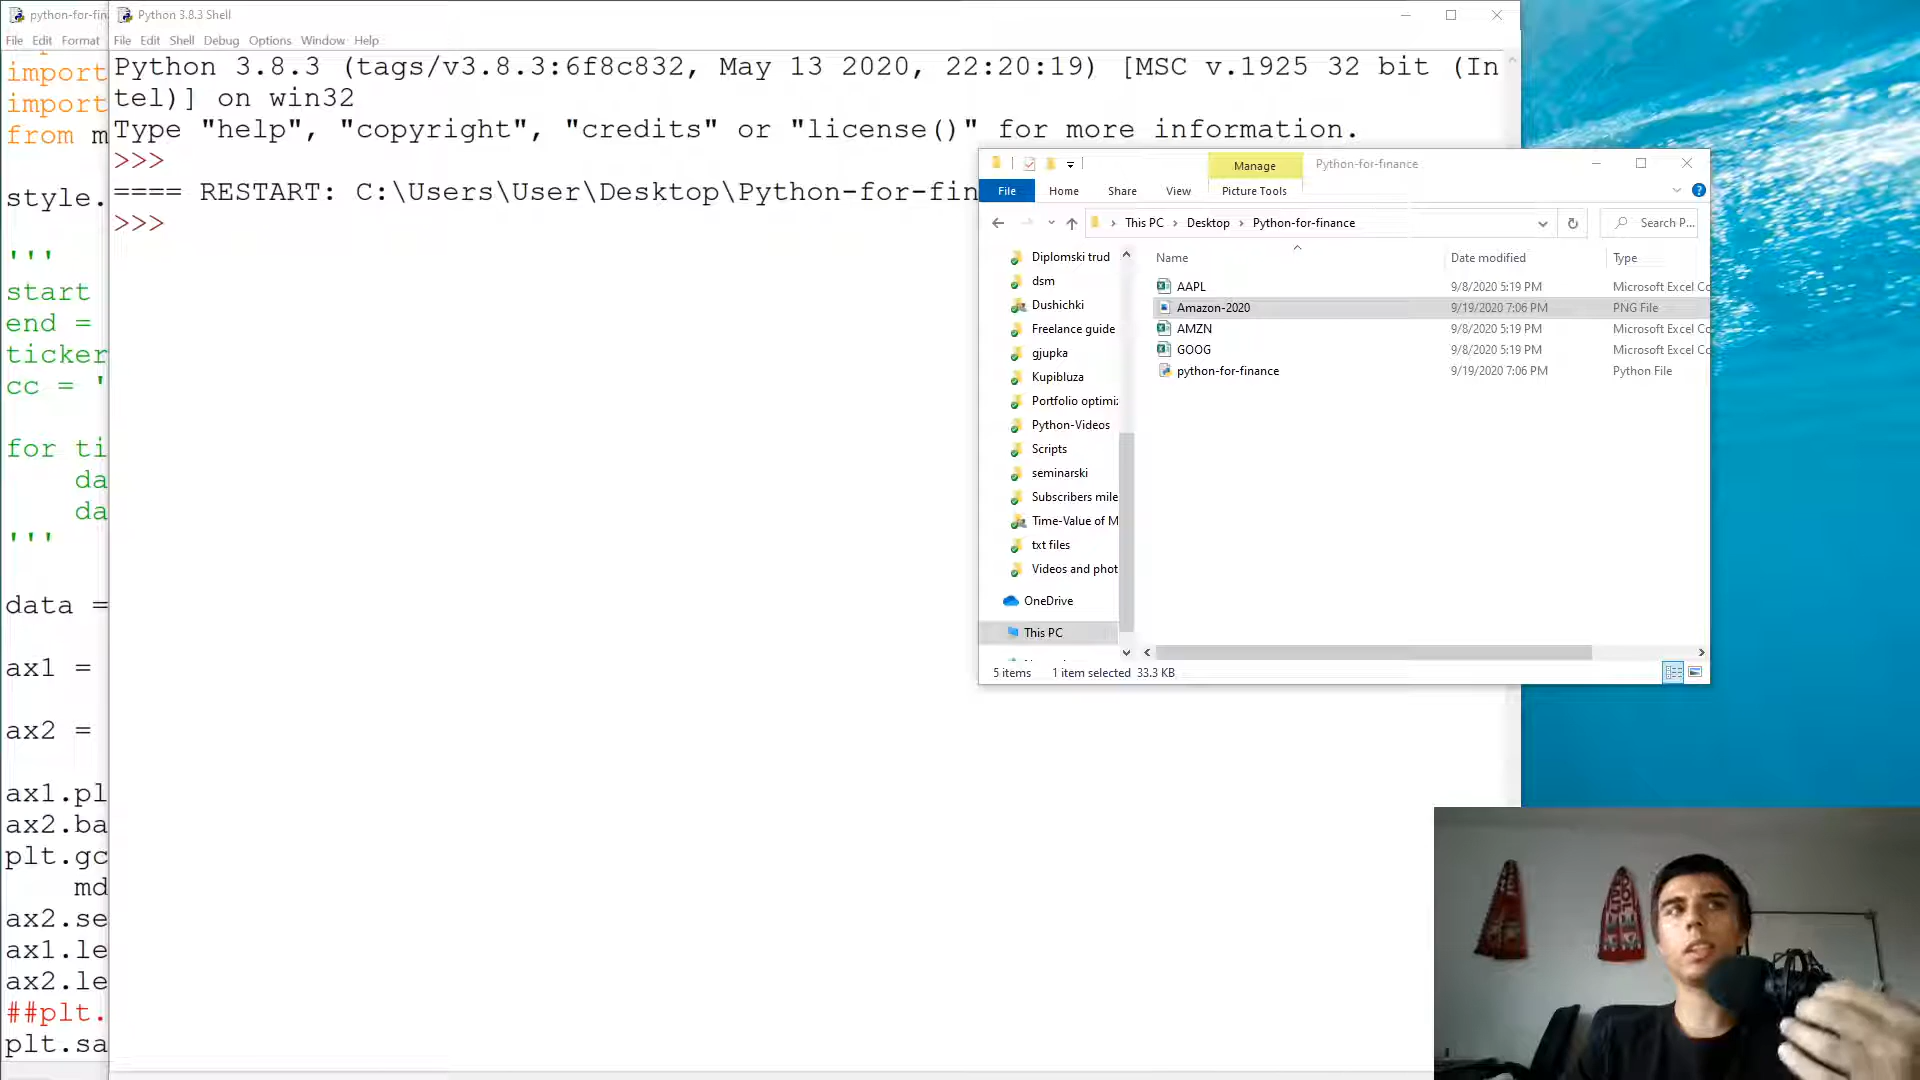 python-for-fin
File Edit Format
import
import
from m
style.
'''
start
end =
ticker
cc = '
for ti
da
da
'''
data =
ax1 =
ax2 =
ax1.pl
ax2.ba
plt.gc
md
ax2.se
ax1.le
ax2.le
##plt.
plt.sa
Python 3.8.3 Shell
File Edit Shell Debug Options Window Help
Python 3.8.3 (tags/v3.8.3:6f8c832, May 13 2020, 22:20:19) [MSC v.1925 32 bit (In
tel)] on win32
Type "help", "copyright", "credits" or "license()" for more information.
>>>
==== RESTART: C:\Users\User\Desktop\Python-for-fin
>>>
Manage Python-for-finance
File Home Share View Picture Tools
This PC Desktop Python-for-finance Search P...
Diplomski trud
dsm
Dushichki
Freelance guide
gjupka
Kupibluza
Portfolio optimi
Python-Videos
Scripts
seminarski
Subscribers mile
Time-Value of M
txt files
Videos and phot
OneDrive
This PC
Name Date modified Type
AAPL 9/8/2020 5:19 PM Microsoft Excel Co
Amazon-2020 9/19/2020 7:06 PM PNG File
AMZN 9/8/2020 5:19 PM Microsoft Excel Co
GOOG 9/8/2020 5:19 PM Microsoft Excel Co
python-for-finance 9/19/2020 7:06 PM Python File
5 items 1 item selected 33.3 KB